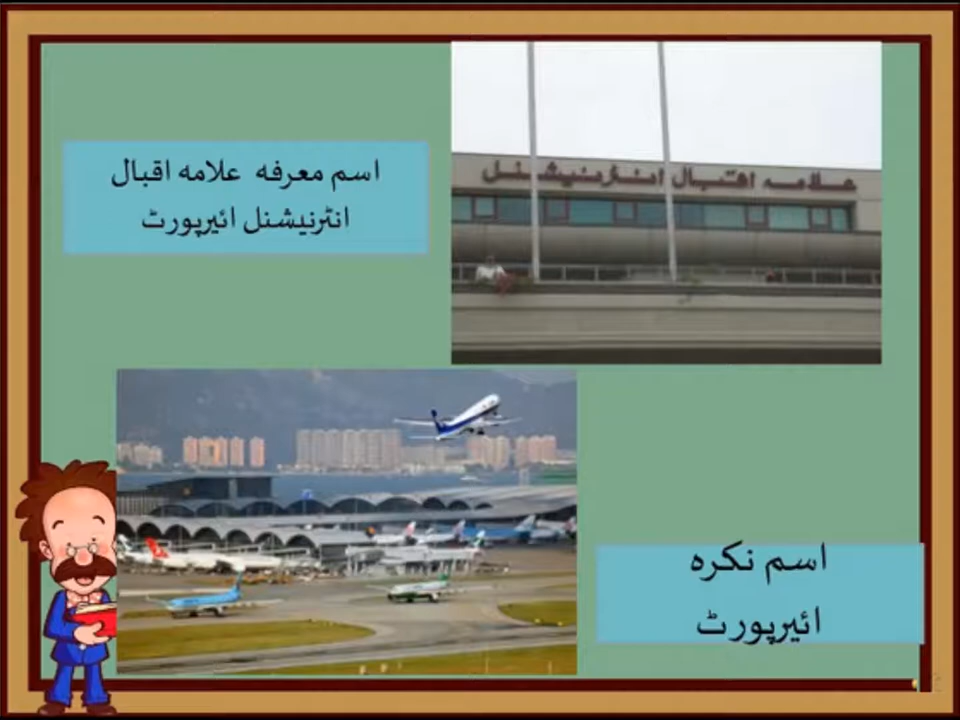 اسم معرفہ علامہ اقبال
انٹرنیشنل ائیرپورٹ
علامہ اقبال انٹرنیشنل
اسم نکرہ
ائیرپورٹ